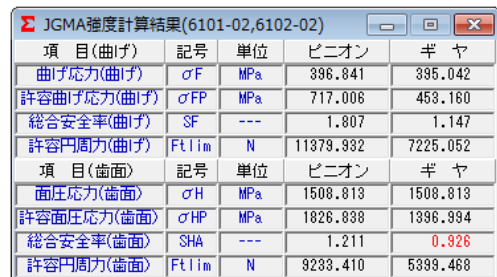 Σ JGMA強度計算結果(6101-02,6102-02)
項 目(曲げ) 記号 単位 ピニオン ギ ヤ
曲げ応力(曲げ) σF MPa 396.841 395.042
許容曲げ応力(曲げ) σFP MPa 717.006 453.160
総合安全率(曲げ) SF --- 1.807 1.147
許容円周力(曲げ) Ftlim N 11379.932 7225.052
項 目(歯面) 記号 単位 ピニオン ギ ヤ
面圧応力(歯面) σH MPa 1508.813 1508.813
許容面圧応力(歯面) σHP MPa 1826.838 1396.994
総合安全率(歯面) SHA --- 1.211 0.926
許容円周力(歯面) Ftlim N 9233.410 5399.468